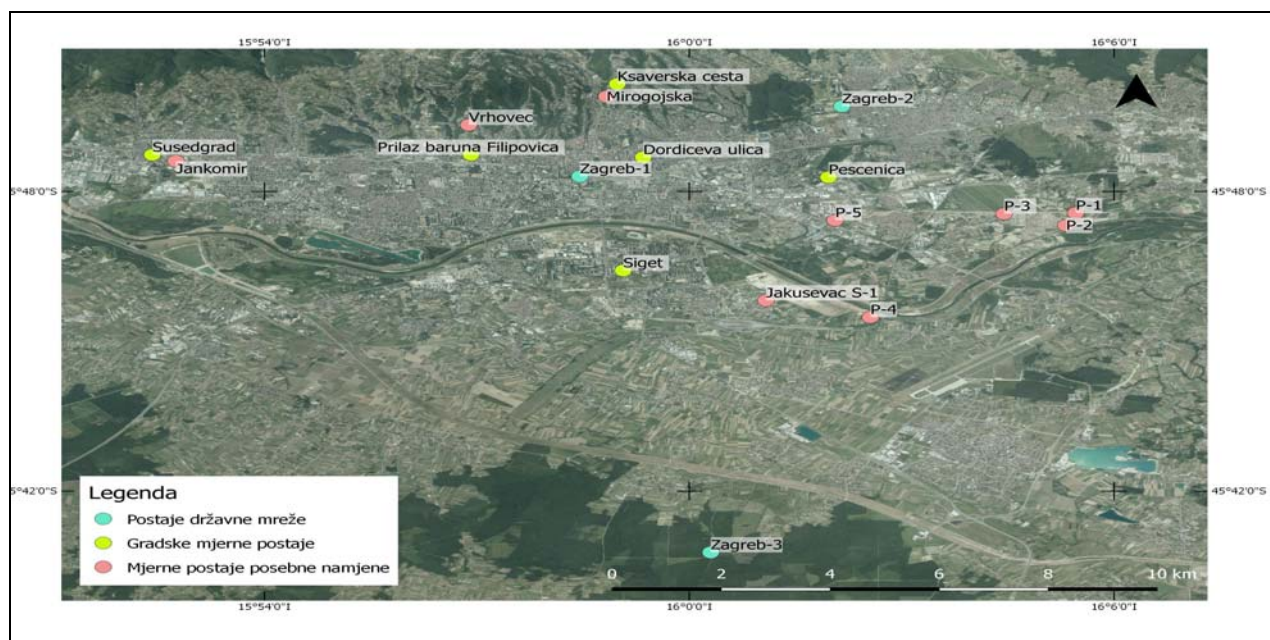 15°54'0"I
16°0'0"I
16°6'0"I
Ksaverska cesta
Mirogojska
Zagreb-2
Vrhovec
Susedgrad
Prilaz baruna Filipovica
Dordiceva ulica
Jankomir
Zagreb-1
Pescenica
5°48'0"S
45°48'0"S
P-3
P-1
P-5
P-2
Siget
Jakusevac S-1
P-4
5°42'0"S
45°42'0"S
Legenda
Postaje državne mreže
Gradske mjerne postaje
Mjerne postaje posebne namjene
Zagreb-3
0 2 4 6 8 10 km
15°54'0"I
16°0'0"I
16°6'0"I